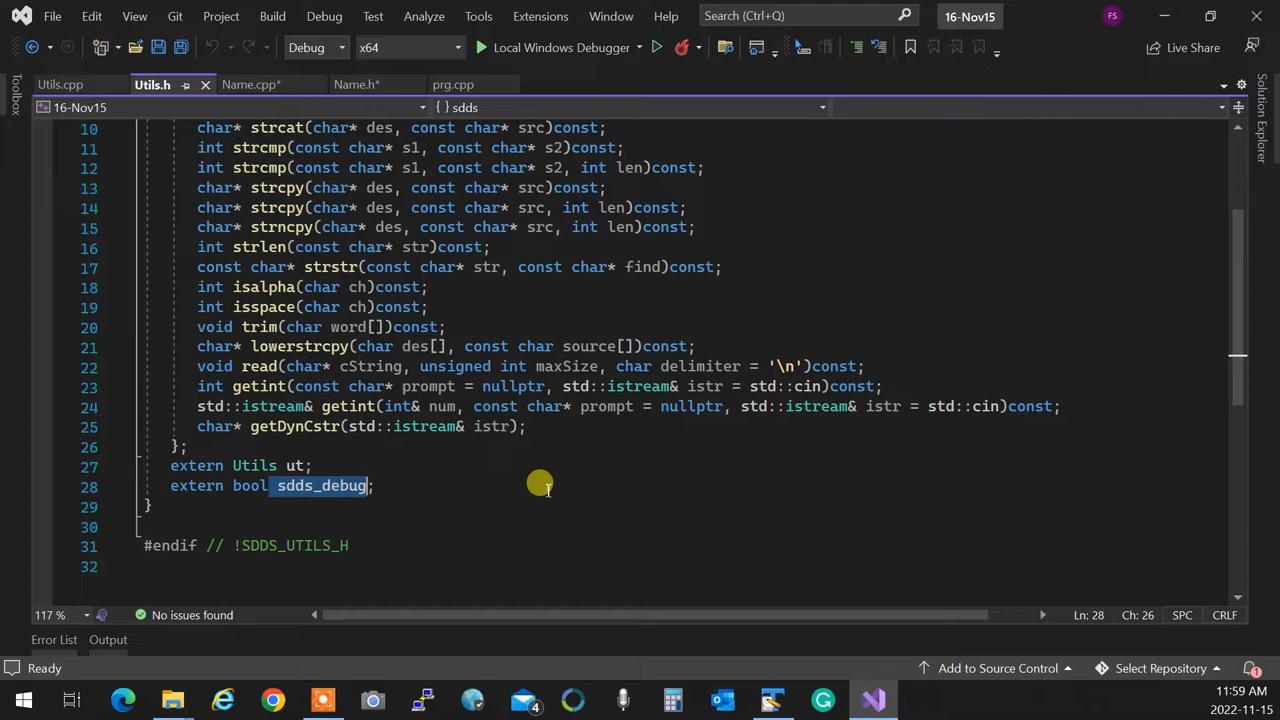 File Edit View Git Project Build Debug Test Analyze Tools Extensions Window Help Search (Ctrl+Q) 16-Nov15 FS
Debug x64 Local Windows Debugger Live Share
Toolbox
Utils.cpp Utils.h Name.cpp* Name.h* prg.cpp
16-Nov15 {} sdds
Solution Explorer
10 char* strcat(char* des, const char* src)const;
11 int strcmp(const char* s1, const char* s2)const;
12 int strcmp(const char* s1, const char* s2, int len)const;
13 char* strcpy(char* des, const char* src)const;
14 char* strcpy(char* des, const char* src, int len)const;
15 char* strncpy(char* des, const char* src, int len)const;
16 int strlen(const char* str)const;
17 const char* strstr(const char* str, const char* find)const;
18 int isalpha(char ch)const;
19 int isspace(char ch)const;
20 void trim(char word[])const;
21 char* lowerstrcpy(char des[], const char source[])const;
22 void read(char* cString, unsigned int maxSize, char delimiter = '\n')const;
23 int getint(const char* prompt = nullptr, std::istream& istr = std::cin)const;
24 std::istream& getint(int& num, const char* prompt = nullptr, std::istream& istr = std::cin)const;
25 char* getDynCstr(std::istream& istr);
26 };
27 extern Utils ut;
28 extern bool sdds_debug;
29 }
30
31 #endif // !SDDS_UTILS_H
32
117 % No issues found Ln: 28 Ch: 26 SPC CRLF
Error List Output
Ready Add to Source Control Select Repository 1
4
11:59 AM
2022-11-15